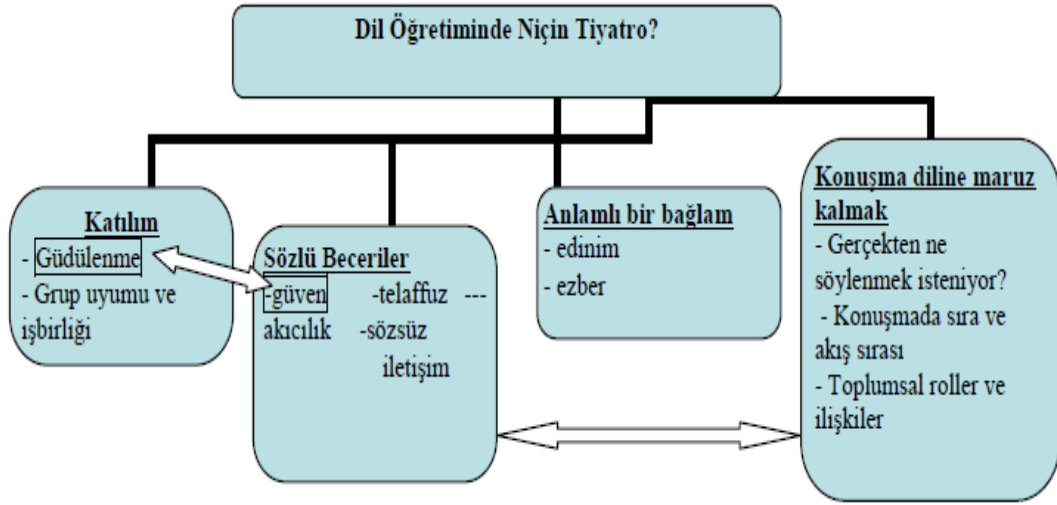 Dil Öğretiminde Niçin Tiyatro?
Katılım
- Güdülenme
- Grup uyumu ve
işbirliği
Sözlü Beceriler
-güven -telaffuz ---
akıcılık -sözsüz
iletişim
Anlamlı bir bağlam
- edinim
- ezber
Konuşma diline maruz
kalmak
- Gerçekten ne
söylenmek isteniyor?
- Konuşmada sıra ve
akış sırası
- Toplumsal roller ve
ilişkiler